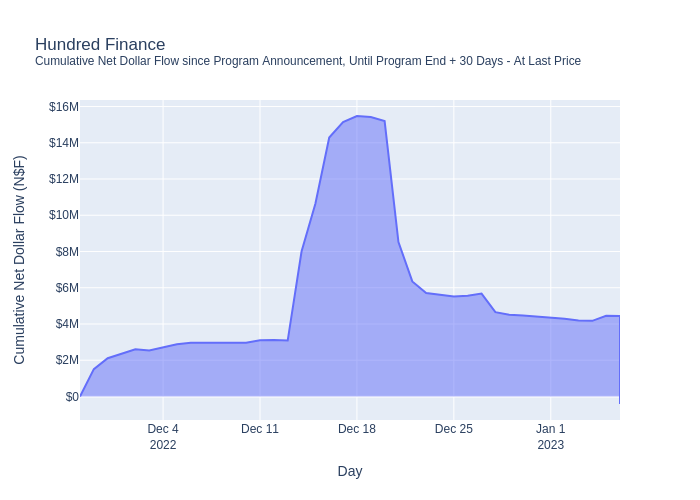 Hundred Finance
Cumulative Net Dollar Flow since Program Announcement, Until Program End + 30 Days - At Last Price
Cumulative Net Dollar Flow (N$F)
$16M
$14M
$12M
$10M
$8M
$6M
$4M
$2M
$0
Dec 4
2022
Dec 11
Dec 18
Dec 25
Jan 1
2023
Day